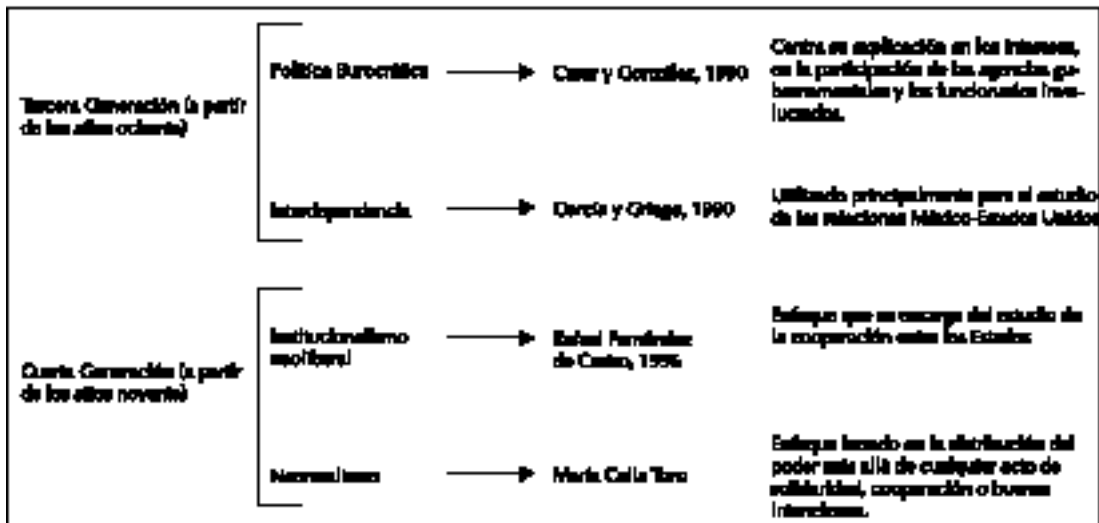 Tercera Generación (a partir
de los años ochenta)
Política Burocrática
Carar y González, 1990
Centra su explicación en los intereses,
en la participación de las agencias gu-
bernamentales y los funcionarios invo-
lucrados.
Interdependencia
García y Griego, 1990
Utilizado principalmente para el estudio
de las relaciones México-Estados Unidos
Cuarta Generación (a partir
de los años noventa)
Institucionalismo
neoliberal
Rafael Fernández
de Castro, 1996
Enfoque que se encarga del estudio de
la cooperación entre los Estados
Neorrealismo
María Celia Toro
Enfoque basado en la distribución del
poder más allá de cualquier acto de
solidaridad, cooperación o buenas
intenciones.